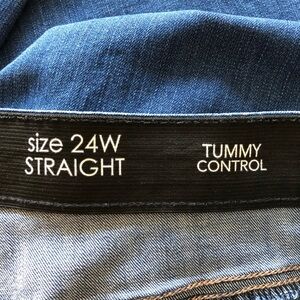 size 24W
STRAIGHT
TUMMY
CONTROL